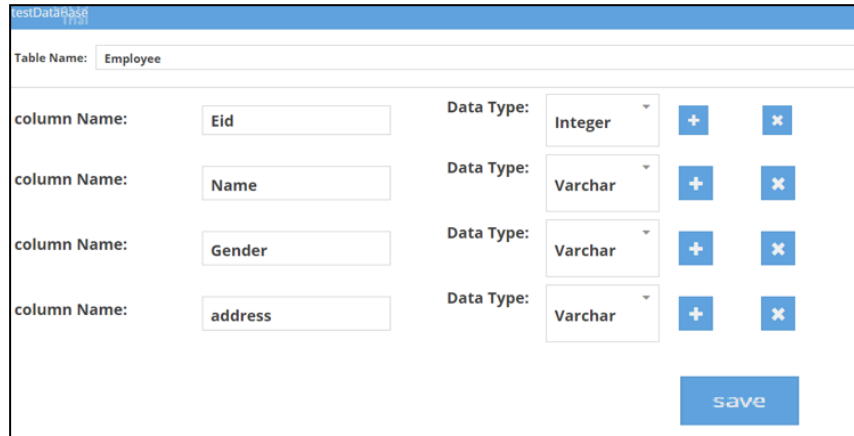 testDataBase
Trial
Table Name: Employee
column Name: Eid Data Type: Integer
column Name: Name Data Type: Varchar
column Name: Gender Data Type: Varchar
column Name: address Data Type: Varchar
save